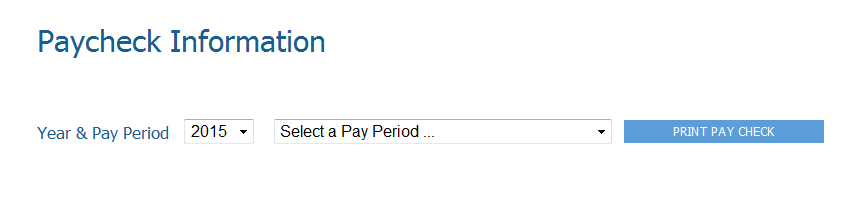 Paycheck Information
Year & Pay Period 2015 Select a Pay Period ... PRINT PAY CHECK